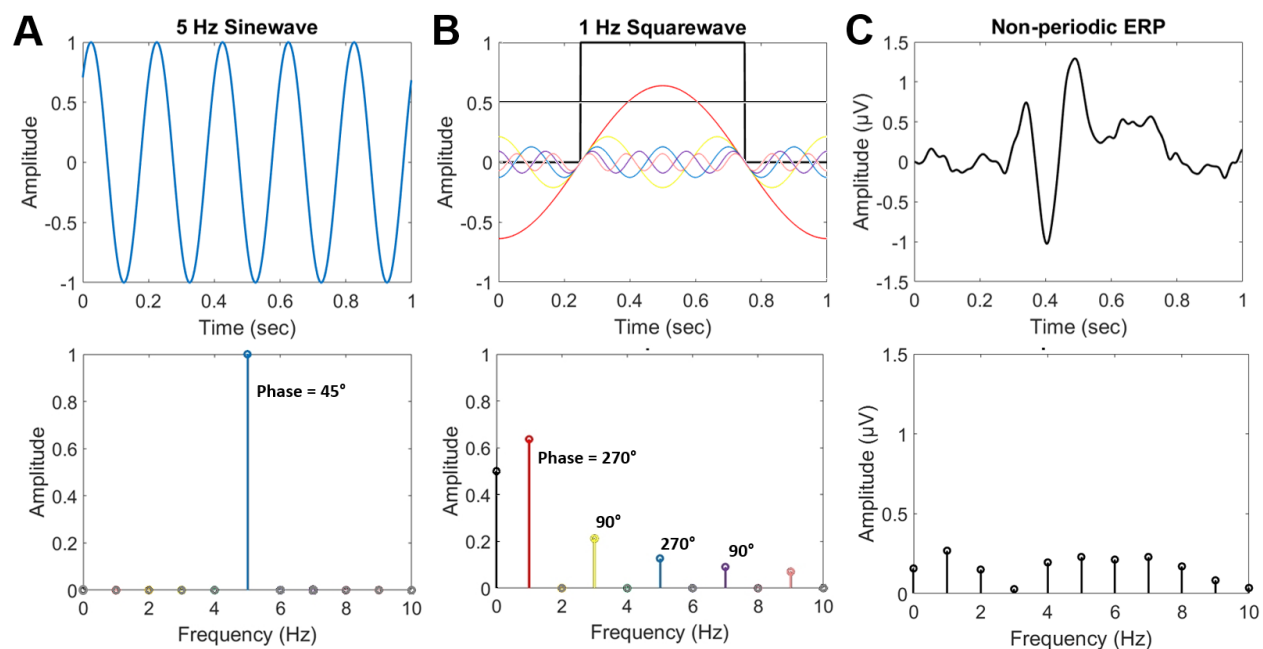 A
5 Hz Sinewave
1
0.5
0
-0.5
-1
Amplitude
0 0.2 0.4 0.6 0.8 1
Time (sec)
B
1 Hz Squarewave
1
0.5
0
-0.5
-1
Amplitude
0 0.2 0.4 0.6 0.8 1
Time (sec)
C
Non-periodic ERP
1.5
1
0.5
0
-0.5
-1
-1.5
Amplitude (µV)
0 0.2 0.4 0.6 0.8 1
Time (sec)
1
0.8
0.6
0.4
0.2
0
Amplitude
Phase = 45°
0 2 4 6 8 10
Frequency (Hz)
1
0.8
0.6
0.4
0.2
0
Amplitude
Phase = 270°
90°
270°
90°
0 2 4 6 8 10
Frequency (Hz)
1.5
1
0.5
0
Amplitude (µV)
0 2 4 6 8 10
Frequency (Hz)